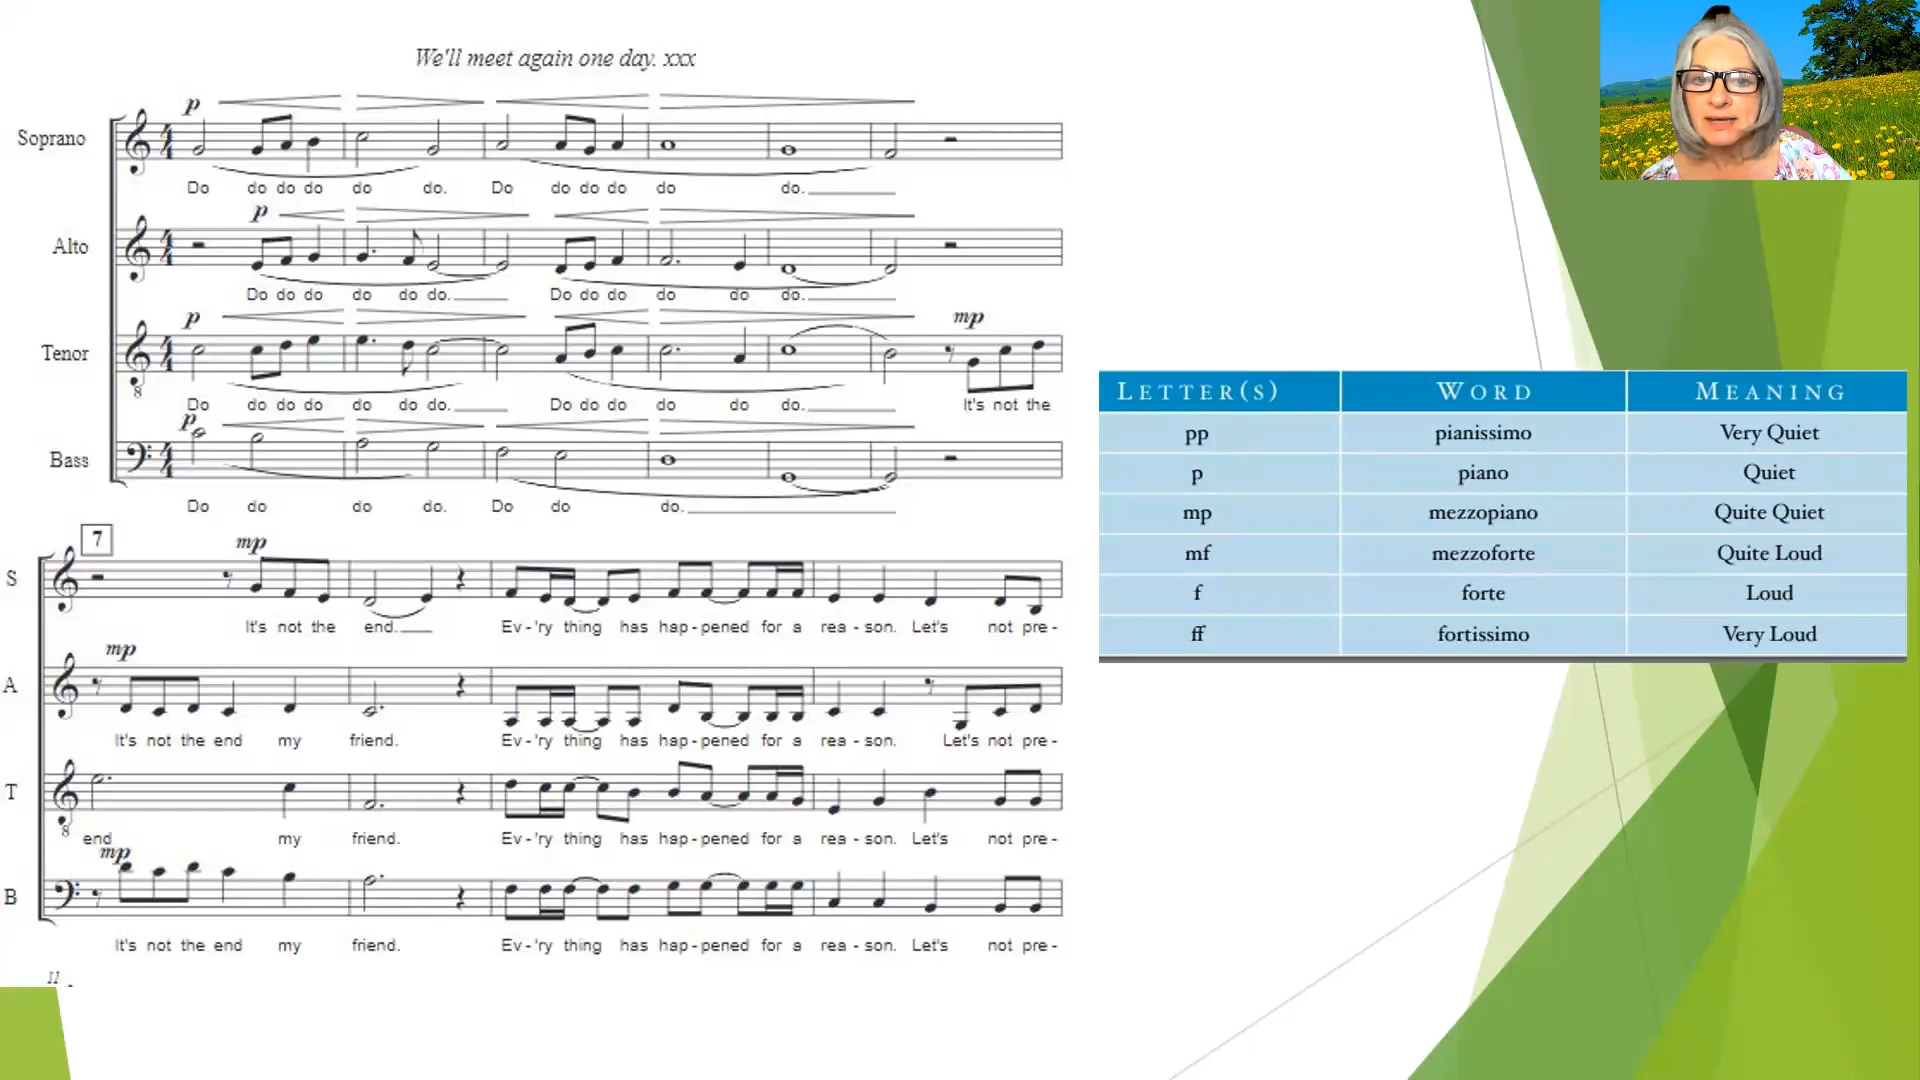 We'll meet again one day. xxx
p
Soprano
Do do do do do do. Do do do do do do.
p
Alto
Do do do do do do. Do do do do do do.
p mp
Tenor
Do do do do do do do. Do do do do do do. It's not the
p
Bass
Do do do do. Do do do.
7
mp
S
It's not the end. Ev-'ry thing has hap-pened for a rea-son. Let's not pre-
mp
A
It's not the end my friend. Ev-'ry thing has hap-pened for a rea-son. Let's not pre-
T
end my friend. Ev-'ry thing has hap-pened for a rea-son. Let's not pre-
mp
B
It's not the end my friend. Ev-'ry thing has hap-pened for a rea-son. Let's not pre-
11
LETTER(S) WORD MEANING
pp pianissimo Very Quiet
p piano Quiet
mp mezzopiano Quite Quiet
mf mezzoforte Quite Loud
f forte Loud
ff fortissimo Very Loud